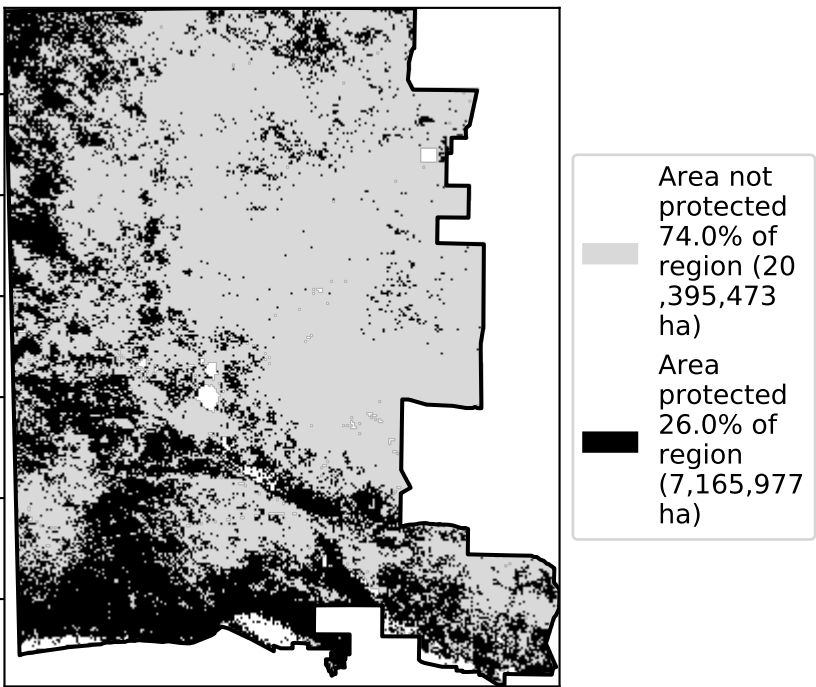 Area not
protected
74.0% of
region (20
,395,473
ha)
Area
protected
26.0% of
region
(7,165,977
ha)